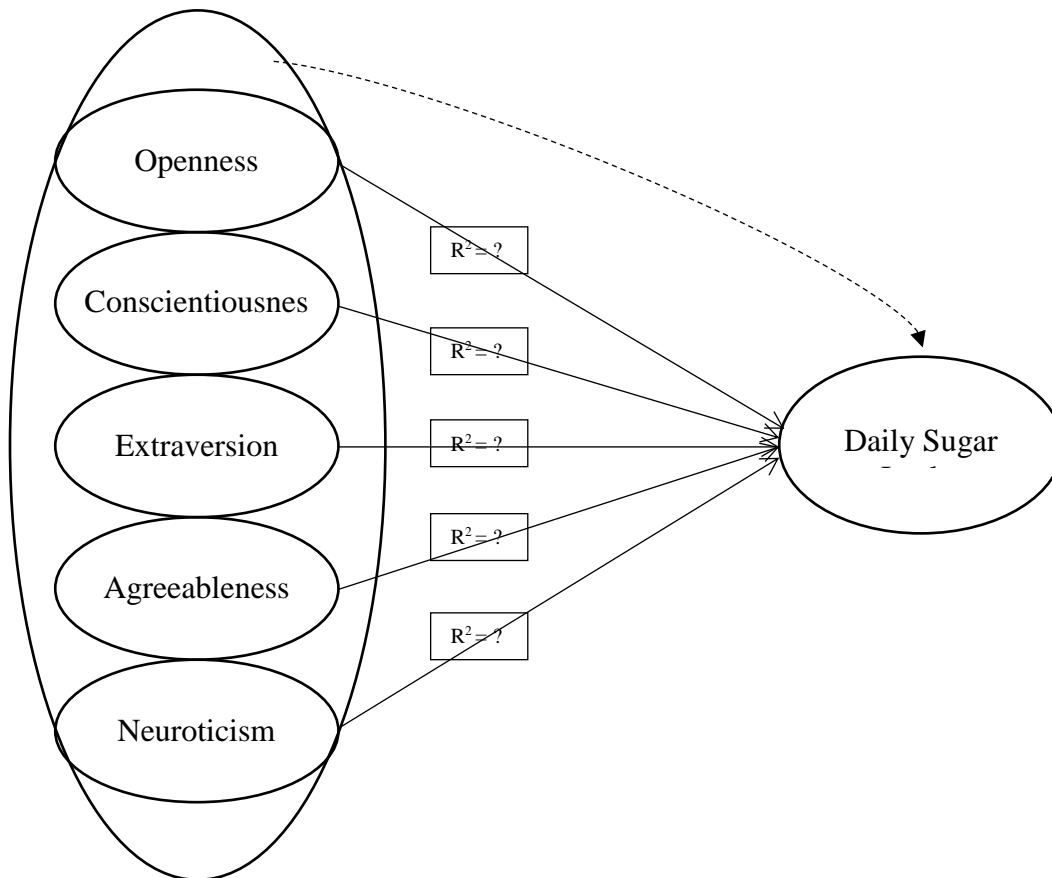 Openness
R² = ?
Conscientiousnes
R² = ?
Extraversion
R² = ?
Daily Sugar
R² = ?
Agreeableness
R² = ?
Neuroticism